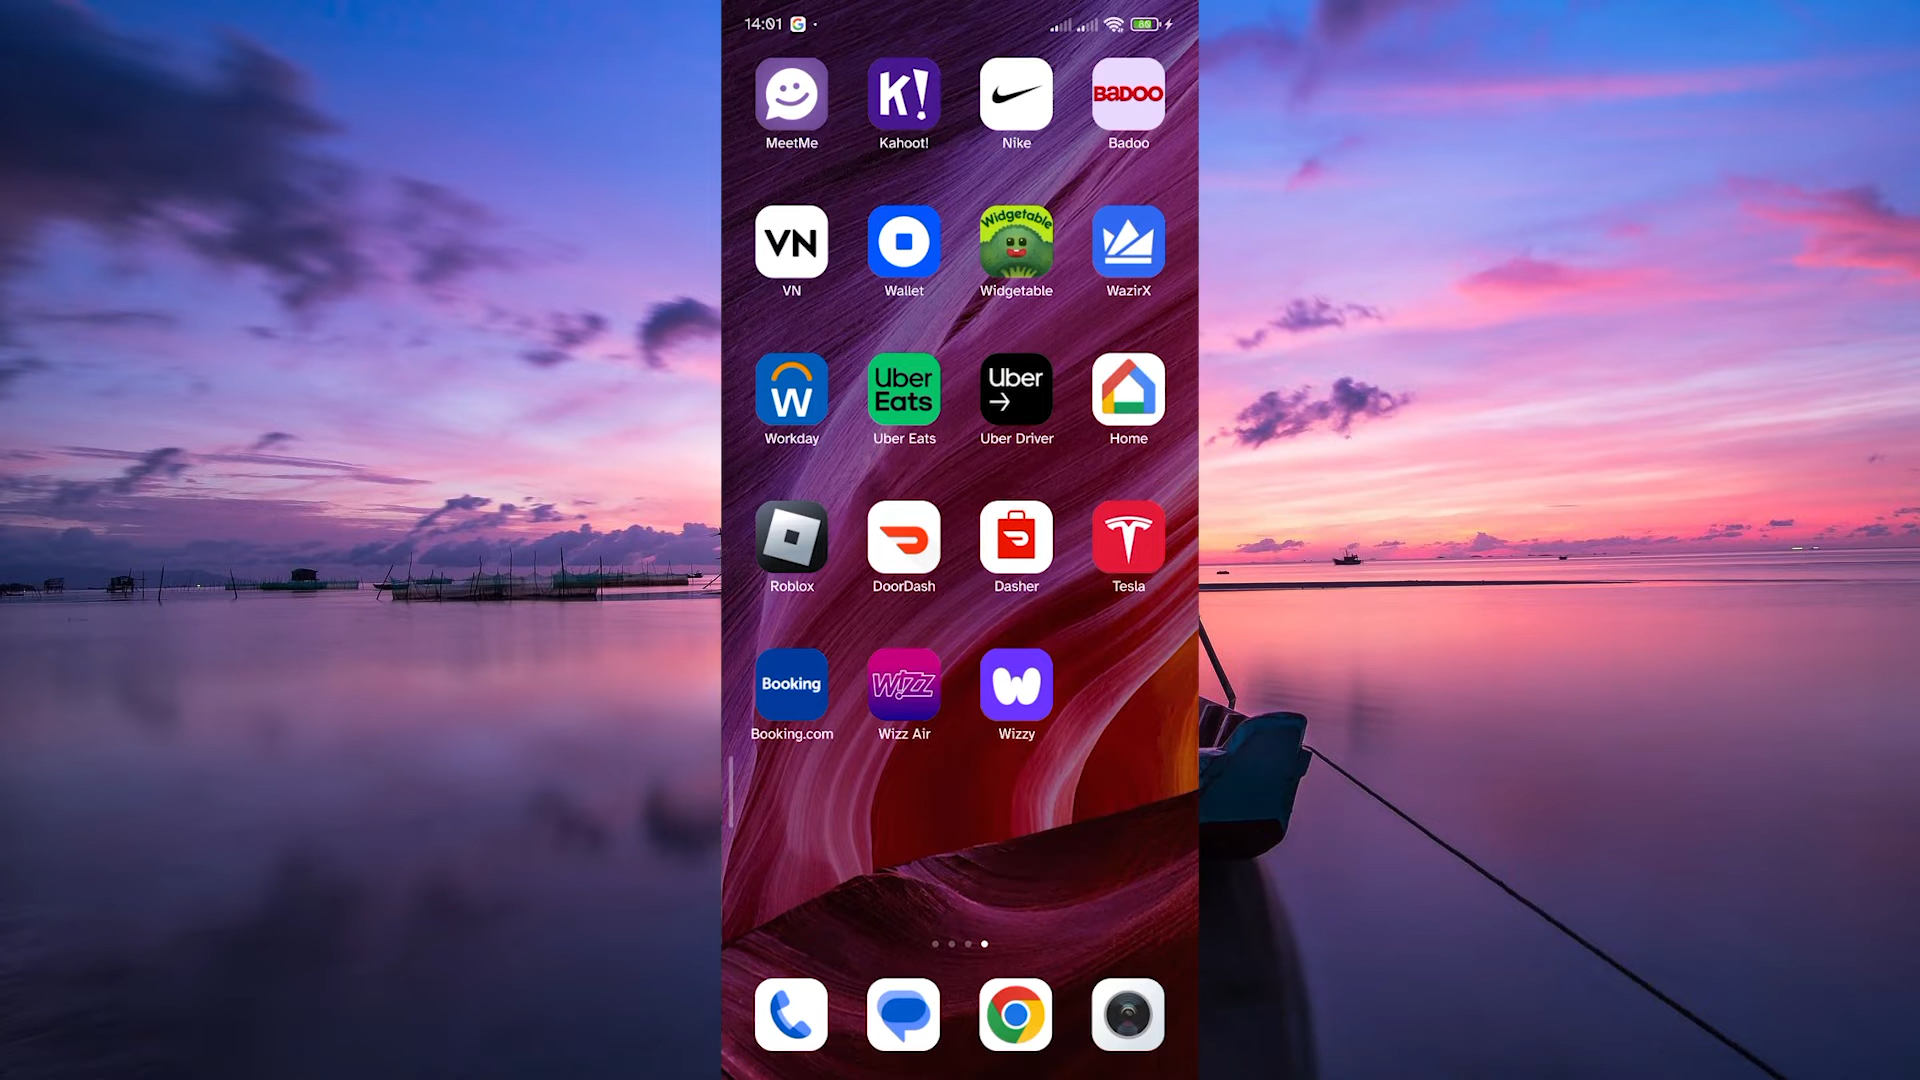 14:01
80
BADOO
MeetMe
K!
Kahoot!
Nike
Badoo
VN
Widgetable
VN
Wallet
Widgetable
WazirX
W
Uber
Eats
Uber
→
Workday
Uber Eats
Uber Driver
Home
Roblox
DoorDash
Dasher
Tesla
Booking
Wizz
W
Booking.com
Wizz Air
Wizzy